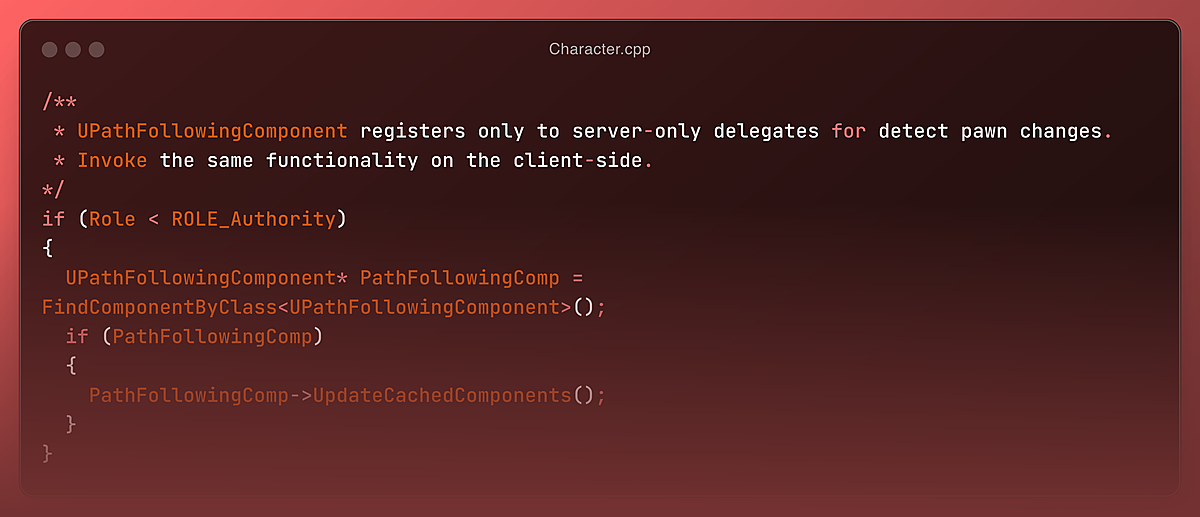 Character.cpp
/**
 * UPathFollowingComponent registers only to server-only delegates for detect pawn changes.
 * Invoke the same functionality on the client-side.
*/
if (Role < ROLE_Authority)
{
  UPathFollowingComponent* PathFollowingComp =
FindComponentByClass<UPathFollowingComponent>();
  if (PathFollowingComp)
  {
    PathFollowingComp->UpdateCachedComponents();
  }
}